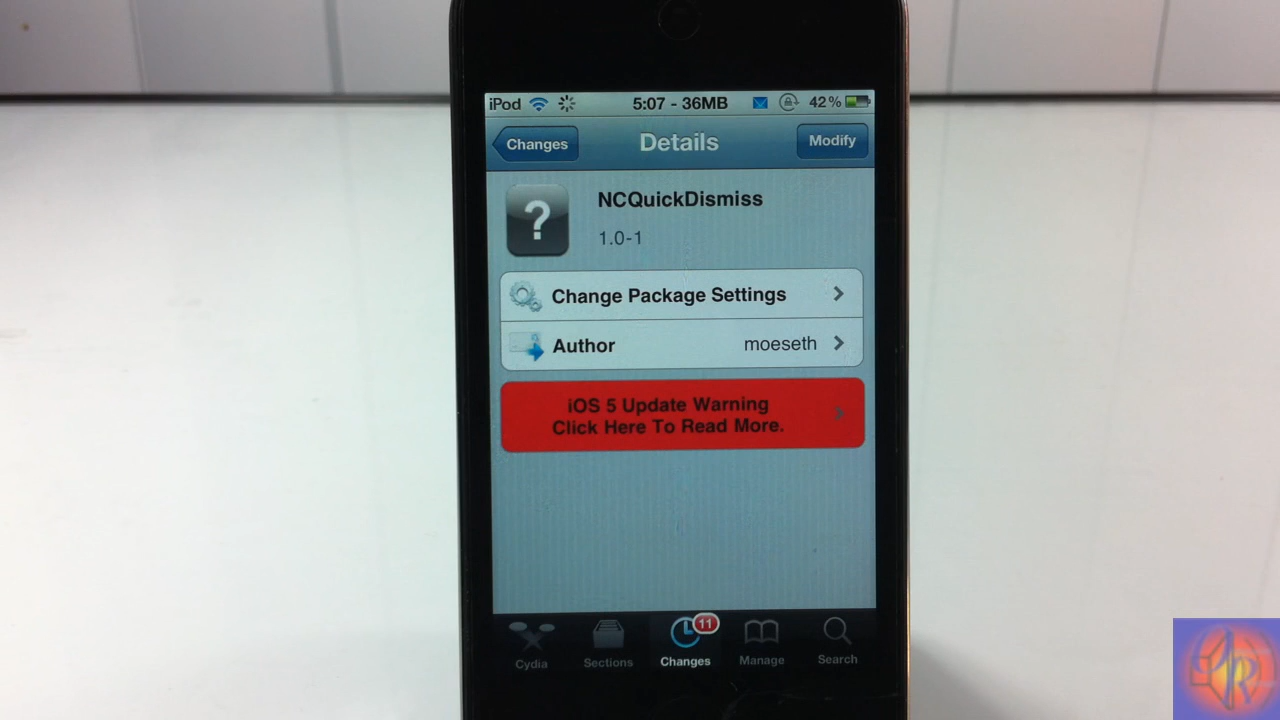 iPod 5:07 - 36MB 42%
Changes Details Modify
?
NCQuickDismiss
1.0-1
Change Package Settings
Author moeseth
iOS 5 Update Warning
Click Here To Read More.
11
Cydia Sections Changes Manage Search
R